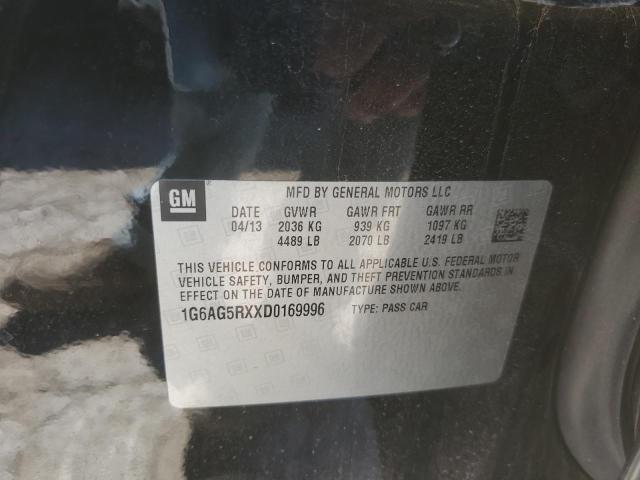 GM
MFD BY GENERAL MOTORS LLC
DATE GVWR GAWR FRT GAWR RR
04/13 2036 KG 939 KG 1097 KG
4489 LB 2070 LB 2419 LB
THIS VEHICLE CONFORMS TO ALL APPLICABLE U.S. FEDERAL MOTOR
VEHICLE SAFETY, BUMPER, AND THEFT PREVENTION STANDARDS IN
EFFECT ON THE DATE OF MANUFACTURE SHOWN ABOVE.
1G6AG5RXXD0169996 TYPE: PASS CAR